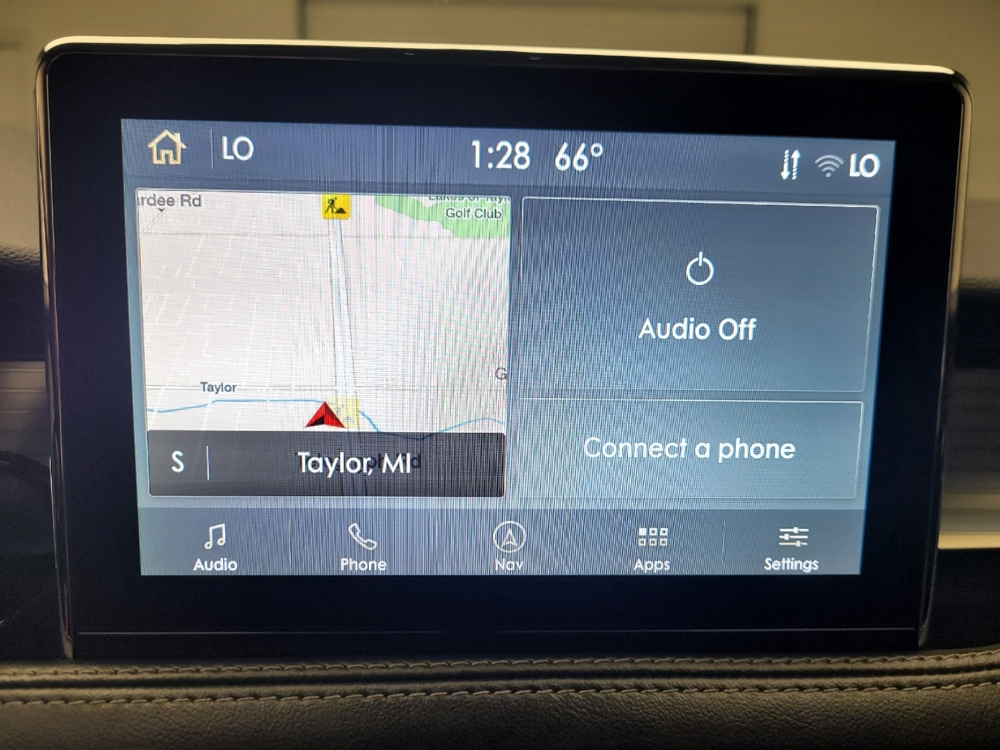 LO
1:28 66°
LO
rdee Rd
Golf Club
Audio Off
Taylor
G
S
Taylor, MI
Connect a phone
Audio
Phone
Nav
Apps
Settings